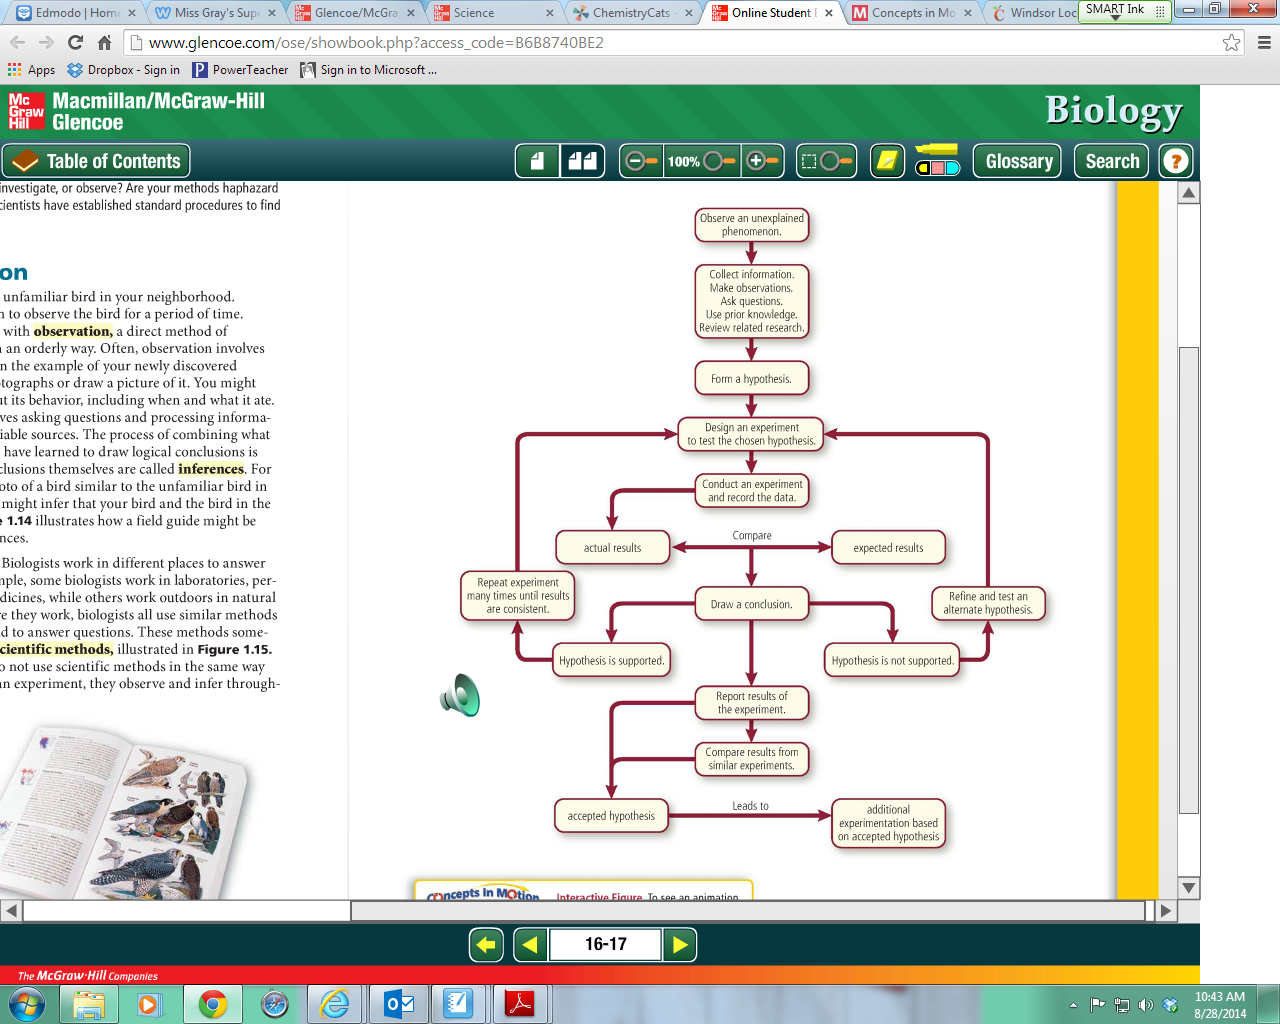 Edmodo | Home
Miss Gray's Supe
Glencoe/McGra
Science
ChemistryCats -
Online Student E
Concepts in Mo
Windsor Loc
SMART Ink
www.glencoe.com/ose/showbook.php?access_code=B6B8740BE2
Apps
Dropbox - Sign in
PowerTeacher
Sign in to Microsoft ...
Mc Graw Hill
Macmillan/McGraw-Hill
Glencoe
Biology
Table of Contents
100%
Glossary
Search
?
investigate, or observe? Are your methods haphazard
cientists have established standard procedures to find
on
unfamiliar bird in your neighborhood.
n to observe the bird for a period of time.
with observation, a direct method of
n an orderly way. Often, observation involves
n the example of your newly discovered
otographs or draw a picture of it. You might
ut its behavior, including when and what it ate.
ves asking questions and processing informa-
iable sources. The process of combining what
have learned to draw logical conclusions is
clusions themselves are called inferences. For
oto of a bird similar to the unfamiliar bird in
might infer that your bird and the bird in the
e 1.14 illustrates how a field guide might be
nces.
Biologists work in different places to answer
mple, some biologists work in laboratories, per-
dicines, while others work outdoors in natural
re they work, biologists all use similar methods
d to answer questions. These methods some-
cientific methods, illustrated in Figure 1.15.
o not use scientific methods in the same way
an experiment, they observe and infer through-
Observe an unexplained
phenomenon.
Collect information.
Make observations.
Ask questions.
Use prior knowledge.
Review related research.
Form a hypothesis.
Design an experiment
to test the chosen hypothesis.
Conduct an experiment
and record the data.
actual results
Compare
expected results
Repeat experiment
many times until results
are consistent.
Draw a conclusion.
Refine and test an
alternate hypothesis.
Hypothesis is supported.
Hypothesis is not supported.
Report results of
the experiment.
Compare results from
similar experiments.
accepted hypothesis
Leads to
additional
experimentation based
on accepted hypothesis
Concepts In Motion
Interactive Figure To see an animation
16-17
The McGraw·Hill Companies
10:43 AM
8/28/2014